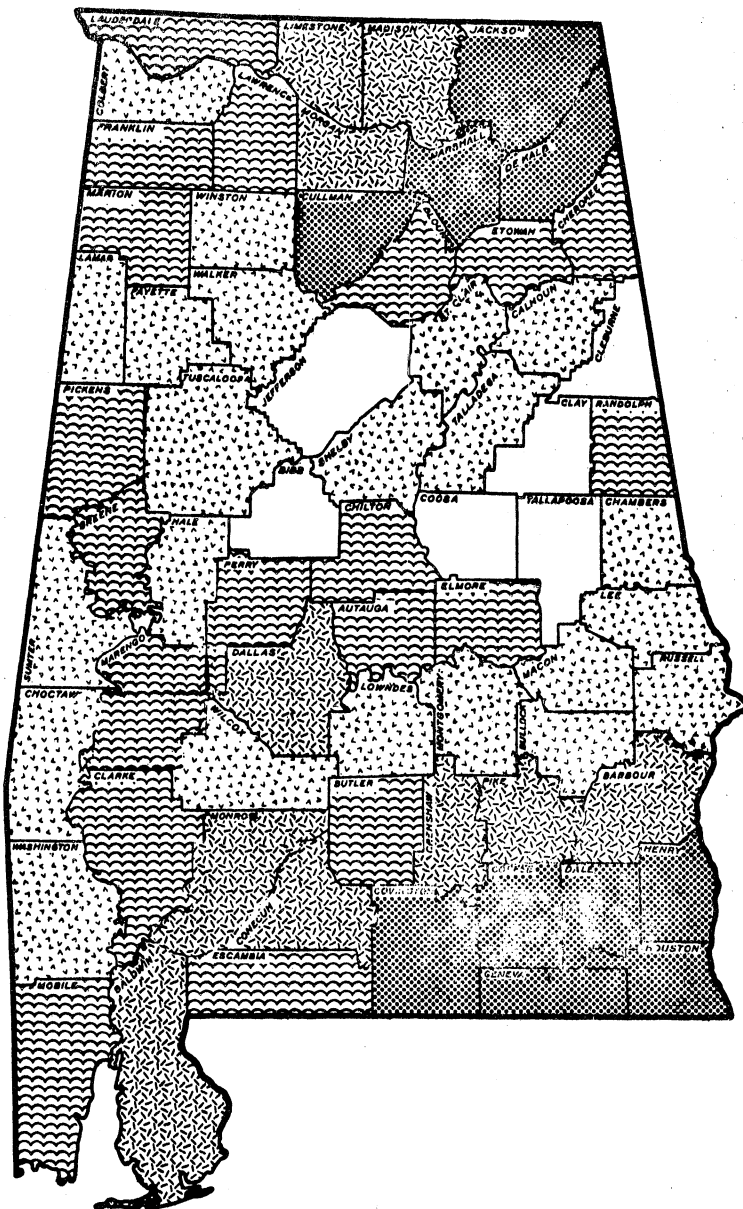 LAUDERDALE
LIMESTONE
MADISON
JACKSON
COLBERT
LAWRENCE
FRANKLIN
MORGAN
MARSHALL
DE KALB
MARION
WINSTON
CULLMAN
ETOWAH
CHEROKEE
LAMAR
WALKER
FAYETTE
ST. CLAIR
CALHOUN
CLEBURNE
JEFFERSON
TUSCALOOSA
PICKENS
TALLADEGA
CLAY
RANDOLPH
SHELBY
BIBB
GREENE
HALE
CHILTON
COOSA
TALLAPOOSA
CHAMBERS
PERRY
ELMORE
AUTAUGA
LEE
SUMTER
MARENGO
DALLAS
MACON
RUSSELL
CHOCTAW
LOWNDES
MONTGOMERY
BULLOCK
WILCOX
CLARKE
BUTLER
CRENSHAW
PIKE
BARBOUR
MONROE
WASHINGTON
HENRY
COVINGTON
COFFEE
DALE
CONECUH
ESCAMBIA
HOUSTON
GENEVA
MOBILE
BALDWIN